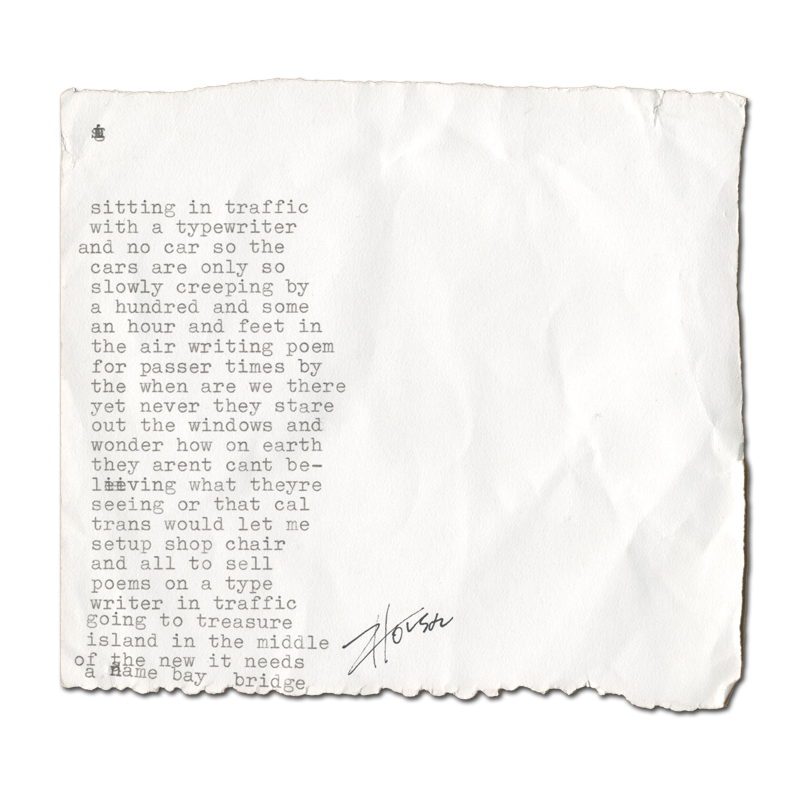 sitting in traffic
with a typewriter
and no car so the
cars are only so
slowly creeping by
a hundred and some
an hour and feet in
the air writing poem
for passer times by
the when are we there
yet never they stare
out the windows and
wonder how on earth
they arent cant be-
lieving what theyre
seeing or that cal
trans would let me
setup shop chair
and all to sell
poems on a type
writer in traffic
going to treasure
island in the middle
of the new it needs
a name bay bridge